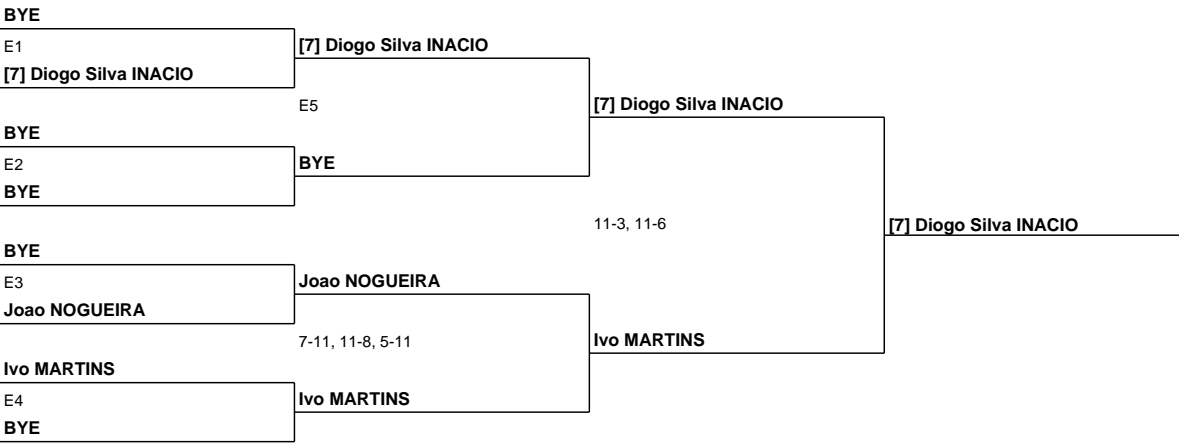 BYE
E1
[7] Diogo Silva INACIO
[7] Diogo Silva INACIO
E5
[7] Diogo Silva INACIO
BYE
E2
BYE
BYE
11-3, 11-6
[7] Diogo Silva INACIO
BYE
E3
Joao NOGUEIRA
Joao NOGUEIRA
7-11, 11-8, 5-11
Ivo MARTINS
Ivo MARTINS
E4
Ivo MARTINS
BYE